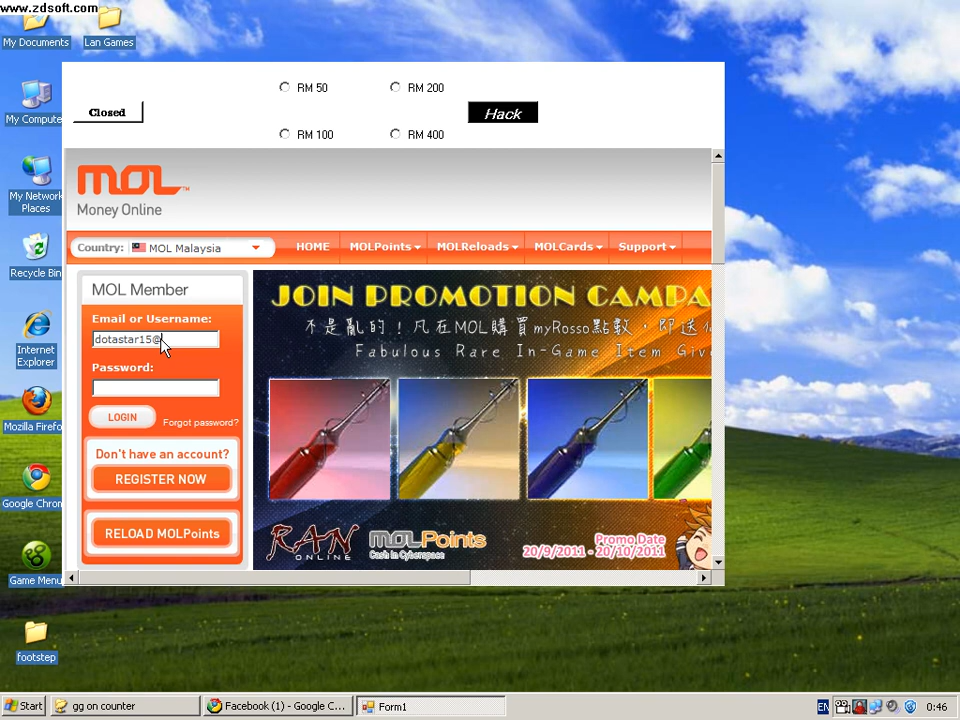 www.zdsoft.com
My Documents
Lan Games
My Compute
My Network
Places
Recycle Bin
Internet
Explorer
Mozilla Firefo
Google Chron
Game Menu
footstep
RM 50
RM 200
Closed
Hack
RM 100
RM 400
MOL™
Money Online
Country:
MOL Malaysia
HOME
MOLPoints
MOLReloads
MOLCards
Support
MOL Member
Email or Username:
dotastar15@
Password:
LOGIN
Forgot password?
Don't have an account?
REGISTER NOW
RELOAD MOLPoints
JOIN PROMOTION CAMPA
不是亂的！凡在MOL購買myRosso點數，即送
Fabulous Rare In-Game Item Giv
RAN
ONLINE
MOLPoints
Cash in Cyberspace
Promo Date
20/9/2011 - 20/10/2011
Start
gg on counter
Facebook (1) - Google C...
Form1
EN
0:46